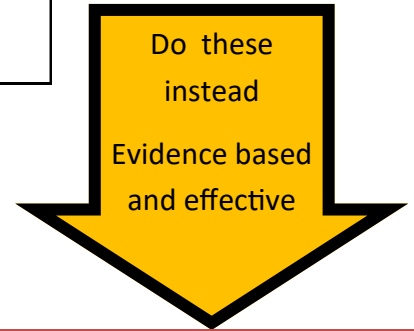 Do these
instead
Evidence based
and effective